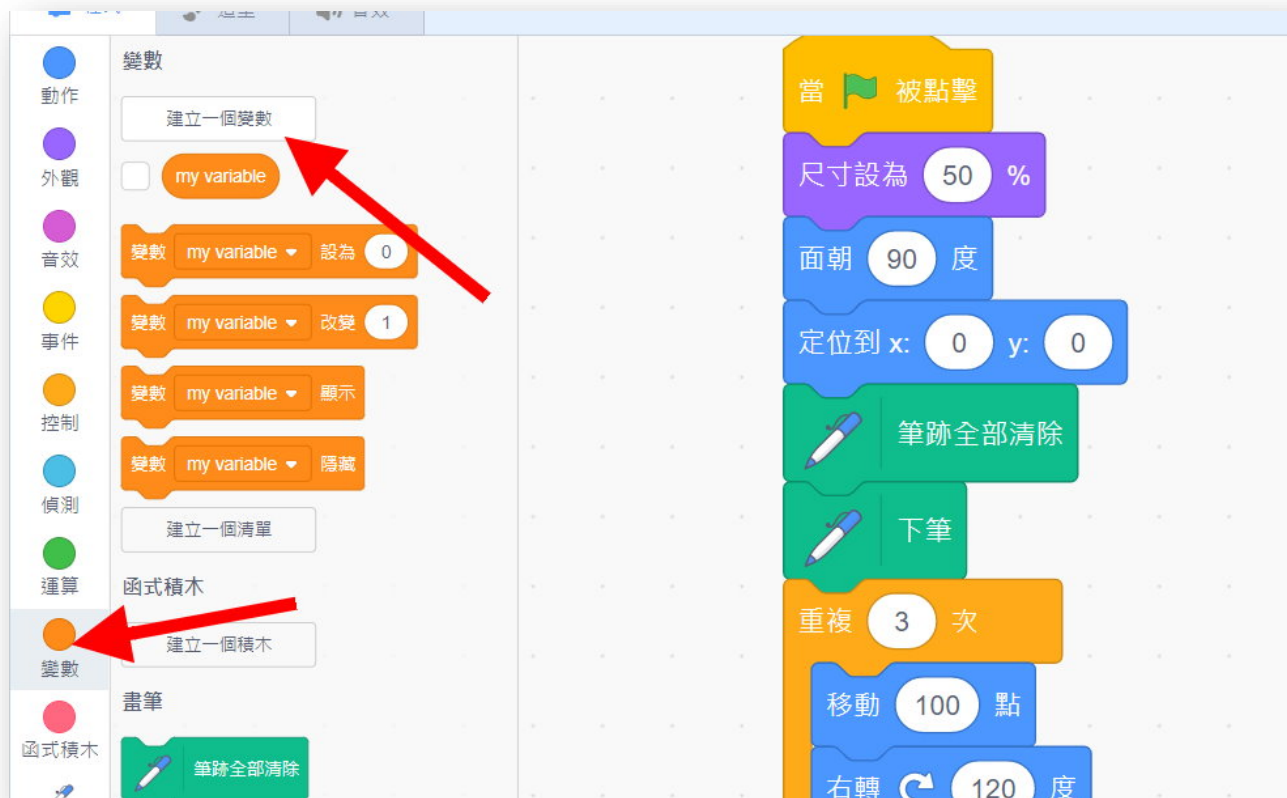 動作
外觀
音效
事件
控制
偵測
運算
變數
函式積木
變數
建立一個變數
my variable
變數 my variable 設為 0
變數 my variable 改變 1
變數 my variable 顯示
變數 my variable 隱藏
建立一個清單
函式積木
建立一個積木
畫筆
筆跡全部清除
當 被點擊
尺寸設為 50 %
面朝 90 度
定位到 x: 0 y: 0
筆跡全部清除
下筆
重複 3 次
移動 100 點
右轉 120 度